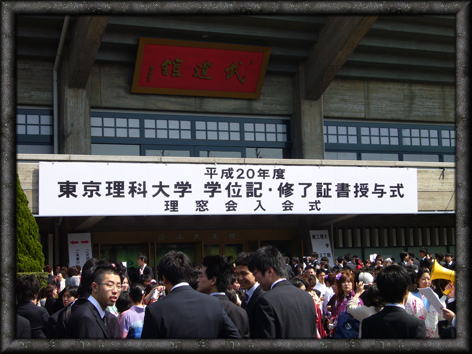 武道館
平成20年度
東京理科大学 学位記・修了証書授与式
理窓会入会式